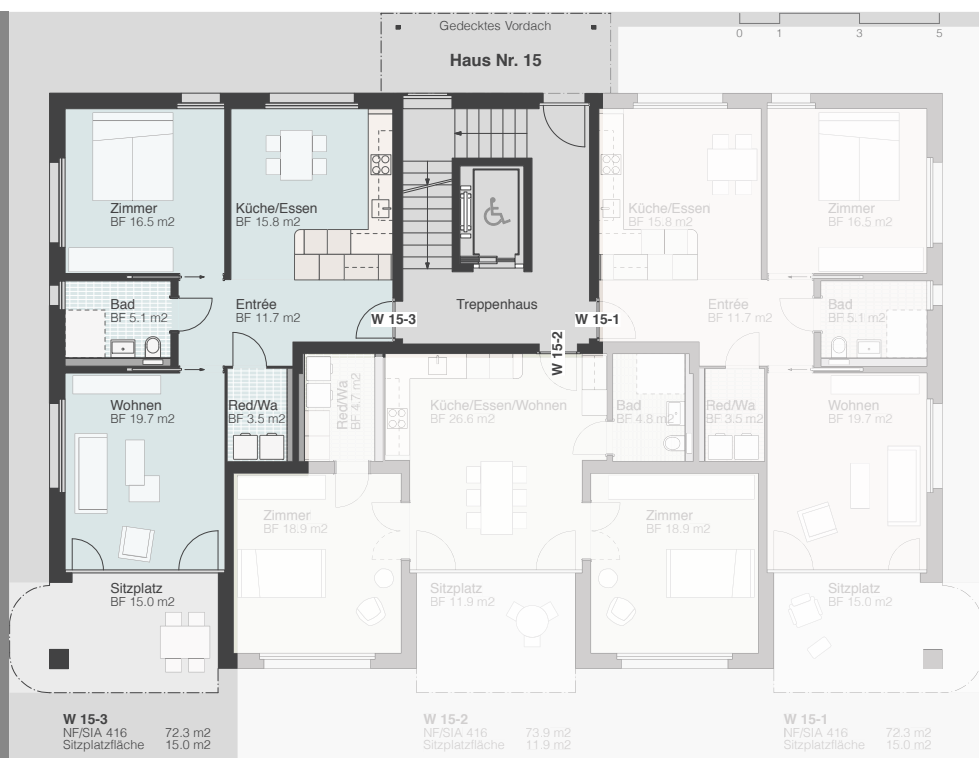 Gedecktes Vordach
Haus Nr. 15
0 1 3 5
Zimmer
BF 16.5 m2
Küche/Essen
BF 15.8 m2
Küche/Essen
BF 15.8 m2
Zimmer
BF 16.5 m2
Bad
BF 5.1 m2
Entrée
BF 11.7 m2
W 15-3
Treppenhaus
W 15-1
W 15-2
Entrée
BF 11.7 m2
Bad
BF 5.1 m2
Wohnen
BF 19.7 m2
Red/Wa
BF 3.5 m2
Red/Wa
BF 4.7 m2
Küche/Essen/Wohnen
BF 26.6 m2
Bad
BF 4.8 m2
Red/Wa
BF 3.5 m2
Wohnen
BF 19.7 m2
Zimmer
BF 18.9 m2
Zimmer
BF 18.9 m2
Sitzplatz
BF 15.0 m2
Sitzplatz
BF 11.9 m2
Sitzplatz
BF 15.0 m2
W 15-3
NF/SIA 416 72.3 m2
Sitzplatzfläche 15.0 m2
W 15-2
NF/SIA 416 73.9 m2
Sitzplatzfläche 11.9 m2
W 15-1
NF/SIA 416 72.3 m2
Sitzplatzfläche 15.0 m2